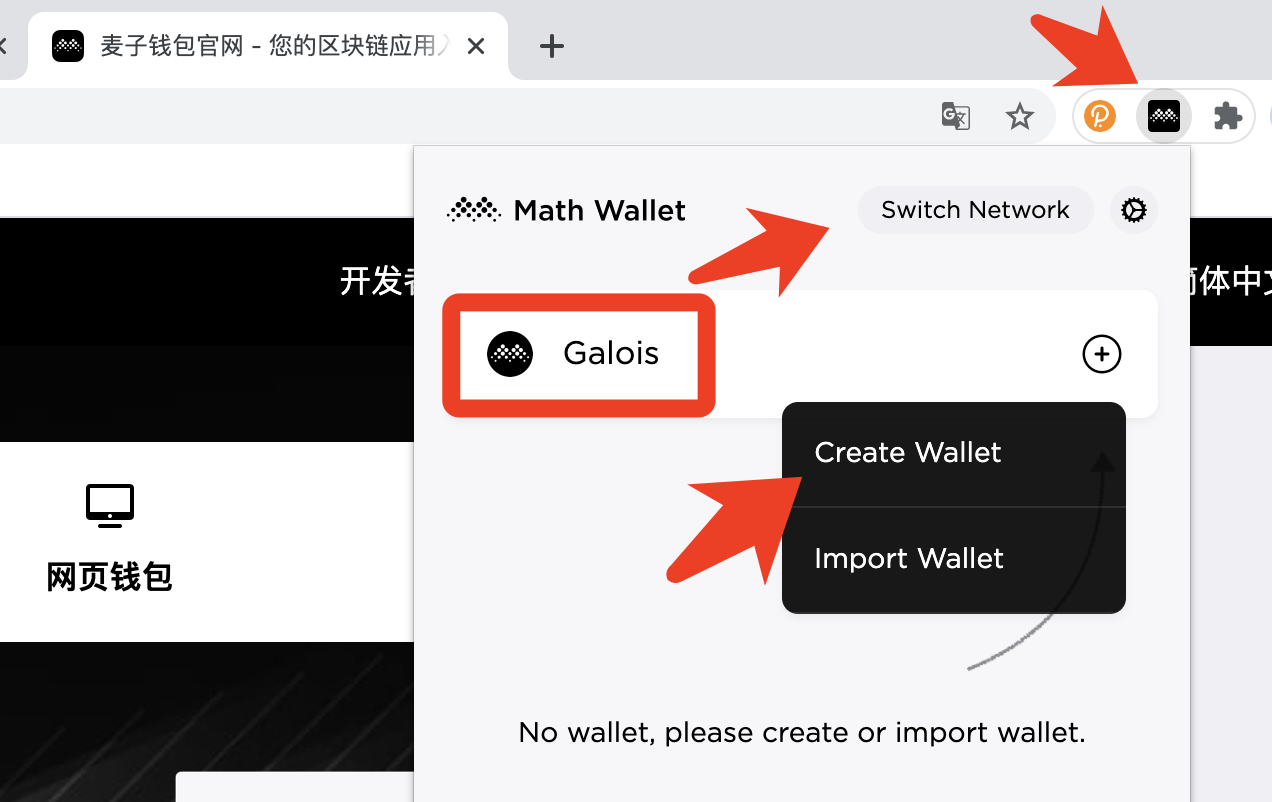 麦子钱包官网 - 您的区块链应用
Math Wallet
Switch Network
开发
简体中文
Galois
Create Wallet
网页钱包
Import Wallet
No wallet, please create or import wallet.